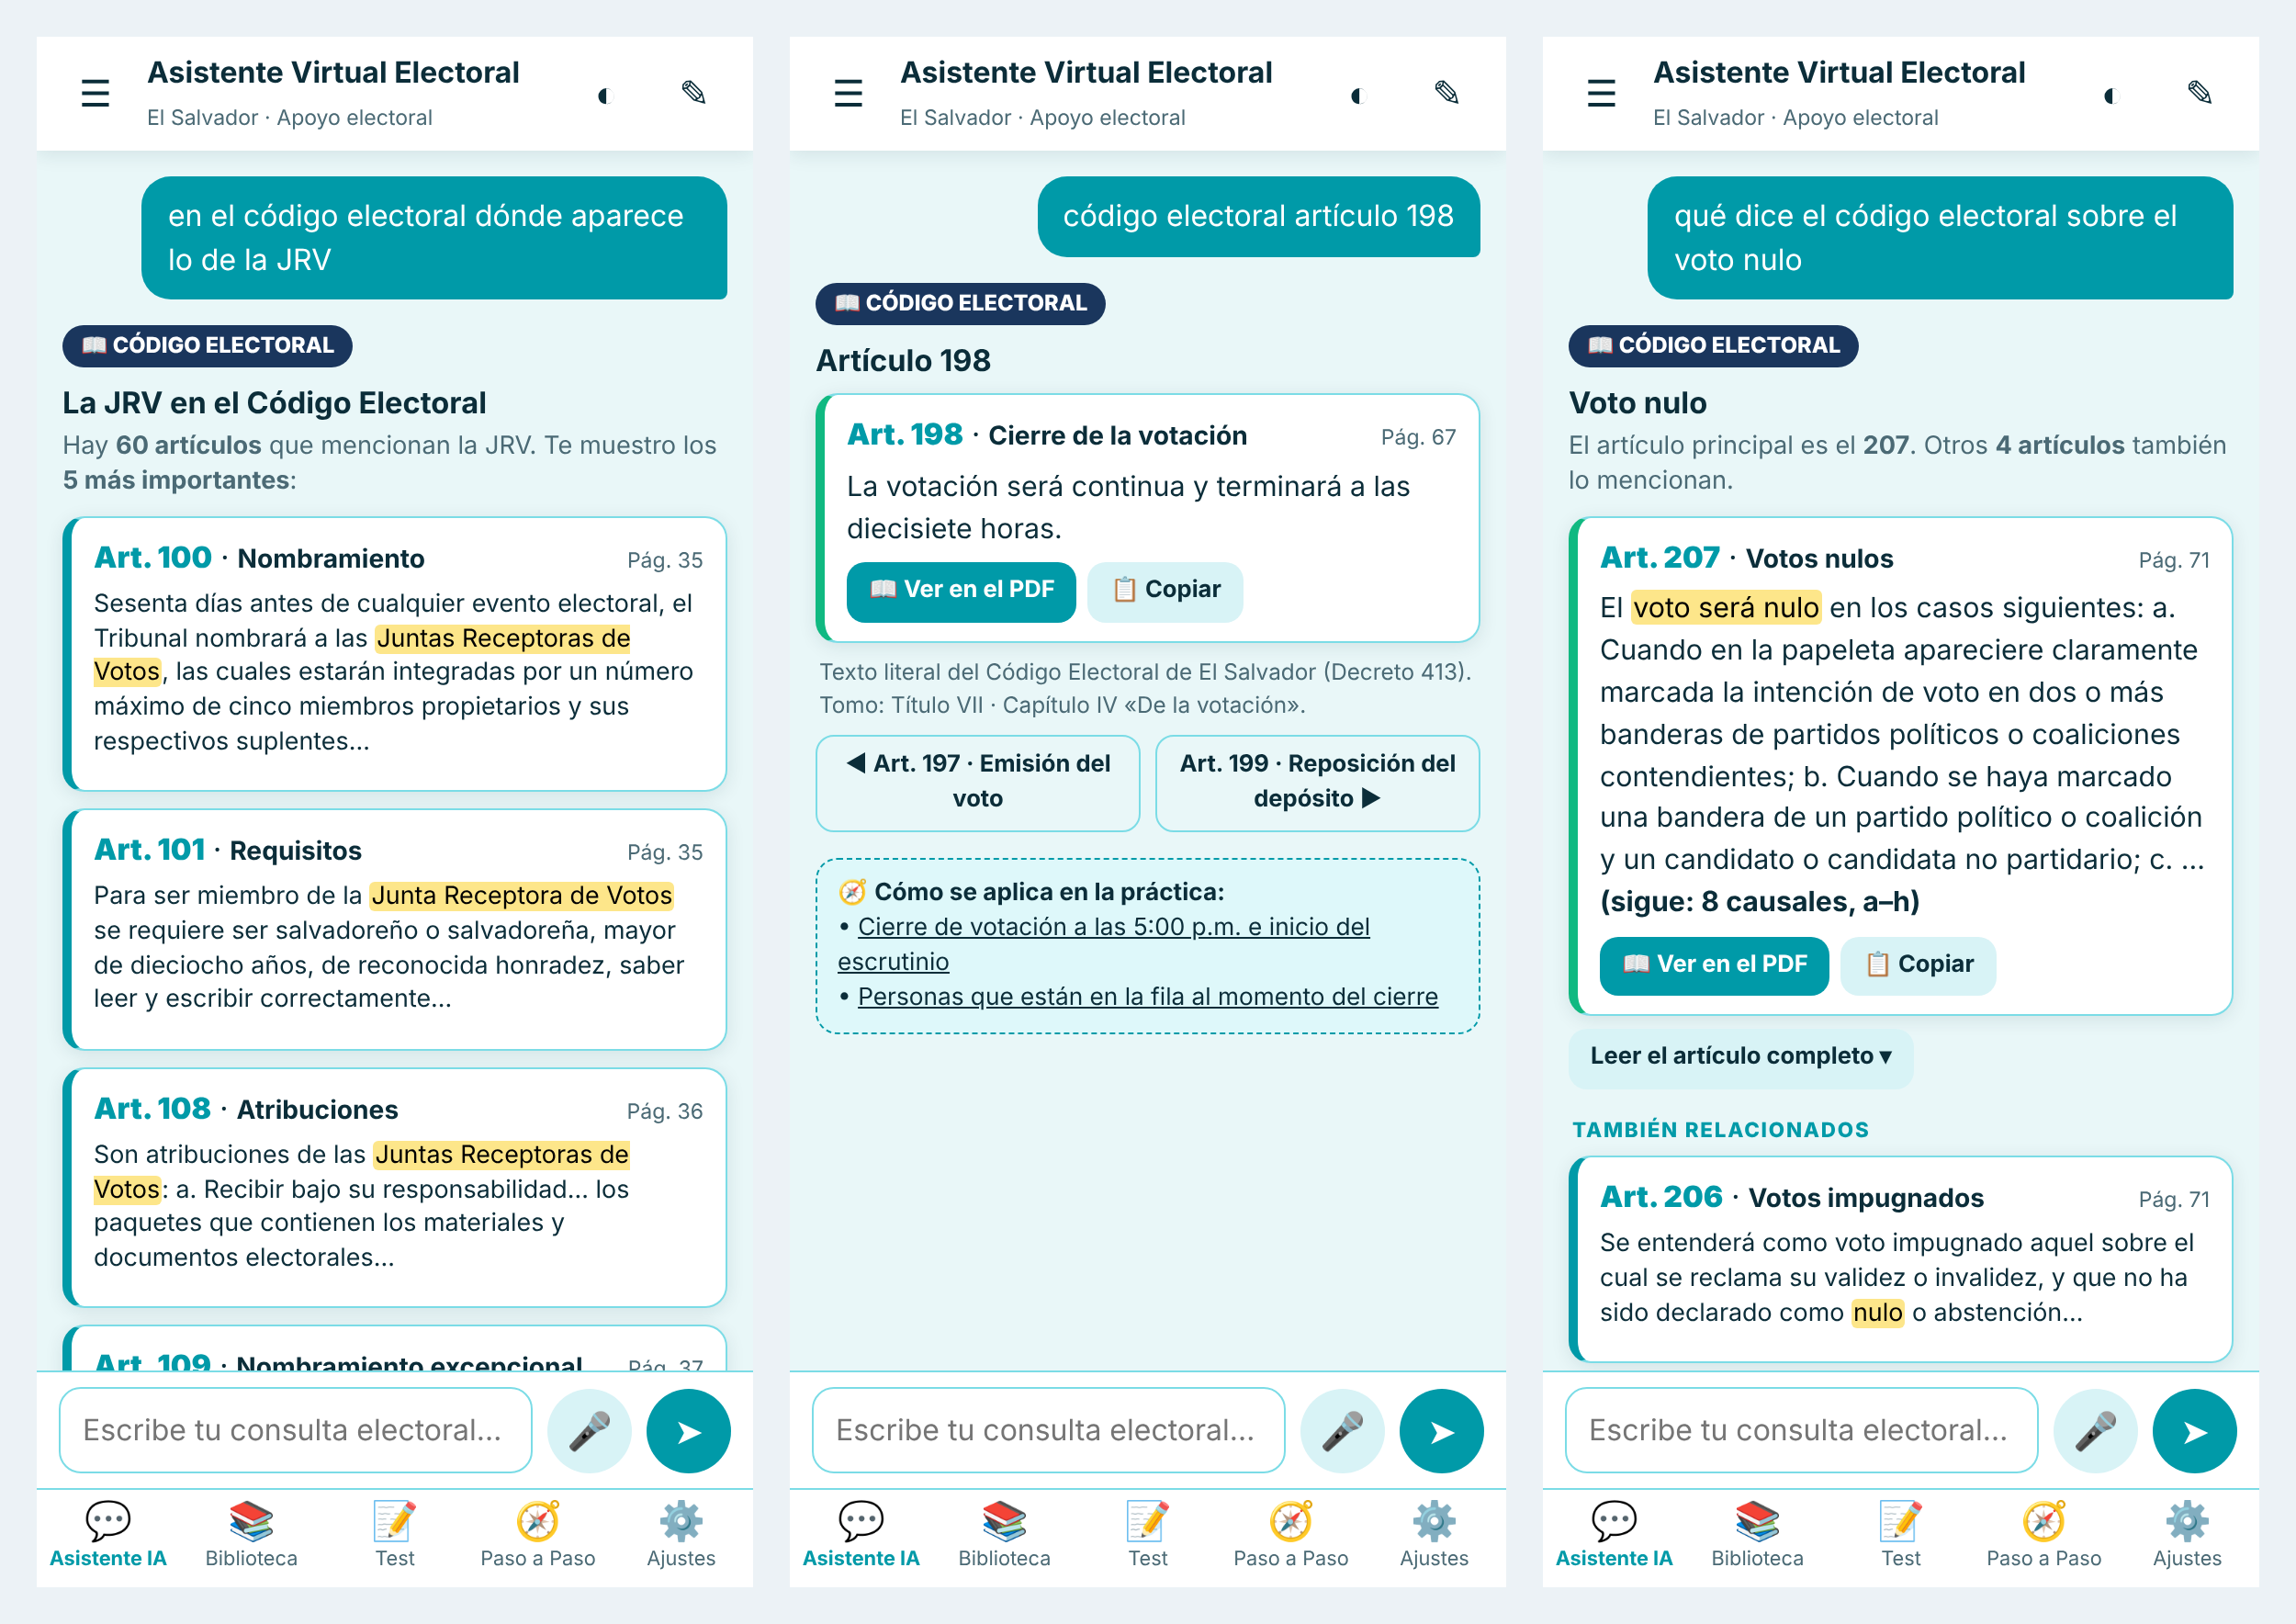 Asistente Virtual Electoral
El Salvador · Apoyo electoral
en el código electoral dónde aparece
lo de la JRV
CÓDIGO ELECTORAL
La JRV en el Código Electoral
Hay 60 artículos que mencionan la JRV. Te muestro los
5 más importantes:
Art. 100 · Nombramiento Pág. 35
Sesenta días antes de cualquier evento electoral, el
Tribunal nombrará a las Juntas Receptoras de
Votos, las cuales estarán integradas por un número
máximo de cinco miembros propietarios y sus
respectivos suplentes...
Art. 101 · Requisitos Pág. 35
Para ser miembro de la Junta Receptora de Votos
se requiere ser salvadoreño o salvadoreña, mayor
de dieciocho años, de reconocida honradez, saber
leer y escribir correctamente...
Art. 108 · Atribuciones Pág. 36
Son atribuciones de las Juntas Receptoras de
Votos: a. Recibir bajo su responsabilidad... los
paquetes que contienen los materiales y
documentos electorales...
Art. 109 · Nombramiento excepcional Pág. 37
Escribe tu consulta electoral...
Asistente IA Biblioteca Test Paso a Paso Ajustes
Asistente Virtual Electoral
El Salvador · Apoyo electoral
código electoral artículo 198
CÓDIGO ELECTORAL
Artículo 198
Art. 198 · Cierre de la votación Pág. 67
La votación será continua y terminará a las
diecisiete horas.
Ver en el PDF Copiar
Texto literal del Código Electoral de El Salvador (Decreto 413).
Tomo: Título VII · Capítulo IV «De la votación».
◀ Art. 197 · Emisión del
voto
Art. 199 · Reposición del
depósito ▶
Cómo se aplica en la práctica:
• Cierre de votación a las 5:00 p.m. e inicio del
escrutinio
• Personas que están en la fila al momento del cierre
Escribe tu consulta electoral...
Asistente IA Biblioteca Test Paso a Paso Ajustes
Asistente Virtual Electoral
El Salvador · Apoyo electoral
qué dice el código electoral sobre el
voto nulo
CÓDIGO ELECTORAL
Voto nulo
El artículo principal es el 207. Otros 4 artículos también
lo mencionan.
Art. 207 · Votos nulos Pág. 71
El voto será nulo en los casos siguientes: a.
Cuando en la papeleta apareciere claramente
marcada la intención de voto en dos o más
banderas de partidos políticos o coaliciones
contendientes; b. Cuando se haya marcado
una bandera de un partido político o coalición
y un candidato o candidata no partidario; c. ...
(sigue: 8 causales, a–h)
Ver en el PDF Copiar
Leer el artículo completo ▾
TAMBIÉN RELACIONADOS
Art. 206 · Votos impugnados Pág. 71
Se entenderá como voto impugnado aquel sobre el
cual se reclama su validez o invalidez, y que no ha
sido declarado como nulo o abstención...
Escribe tu consulta electoral...
Asistente IA Biblioteca Test Paso a Paso Ajustes